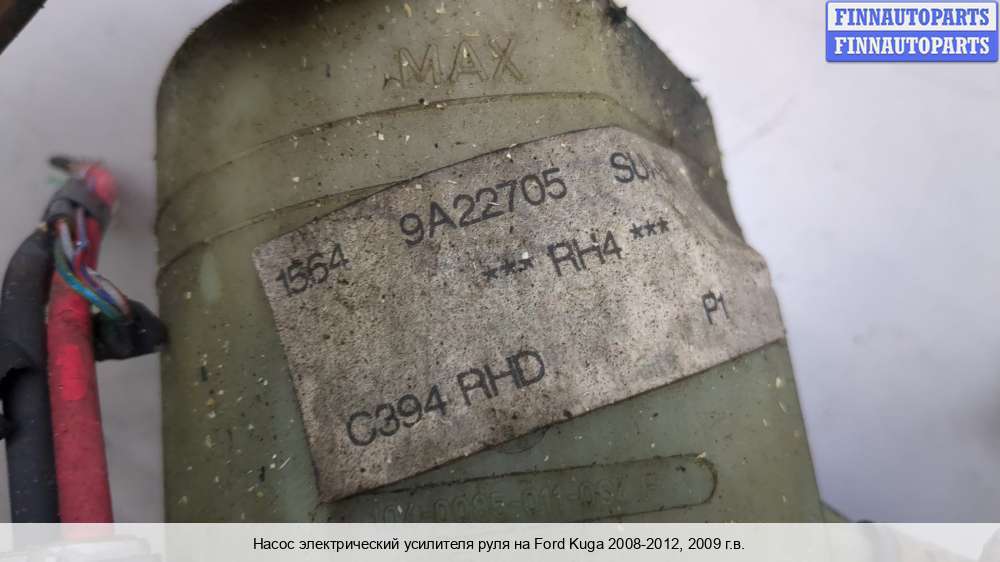 FINNAUTOPARTS
FINNAUTOPARTS
MAX
1564 9A22705
*** RH4 ***
P1
C394 RHD
Насос электрический усилителя руля на Ford Kuga 2008-2012, 2009 г.в.